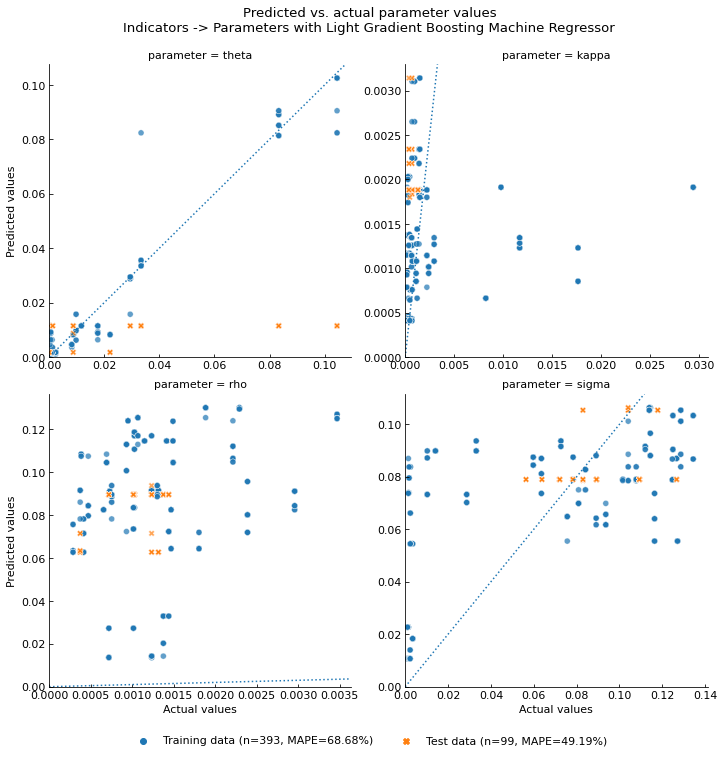 Predicted vs. actual parameter values
Indicators -> Parameters with Light Gradient Boosting Machine Regressor
parameter = theta
parameter = kappa
0.10
0.08
0.06
0.04
0.02
0.00
Predicted values
0.00 0.02 0.04 0.06 0.08 0.10
0.0030
0.0025
0.0020
0.0015
0.0010
0.0005
0.0000
0.000 0.005 0.010 0.015 0.020 0.025 0.030
parameter = rho
parameter = sigma
0.12
0.10
0.08
0.06
0.04
0.02
0.00
Predicted values
0.0000 0.0005 0.0010 0.0015 0.0020 0.0025 0.0030 0.0035
Actual values
0.10
0.08
0.06
0.04
0.02
0.00
0.00 0.02 0.04 0.06 0.08 0.10 0.12 0.14
Actual values
Training data (n=393, MAPE=68.68%)
Test data (n=99, MAPE=49.19%)